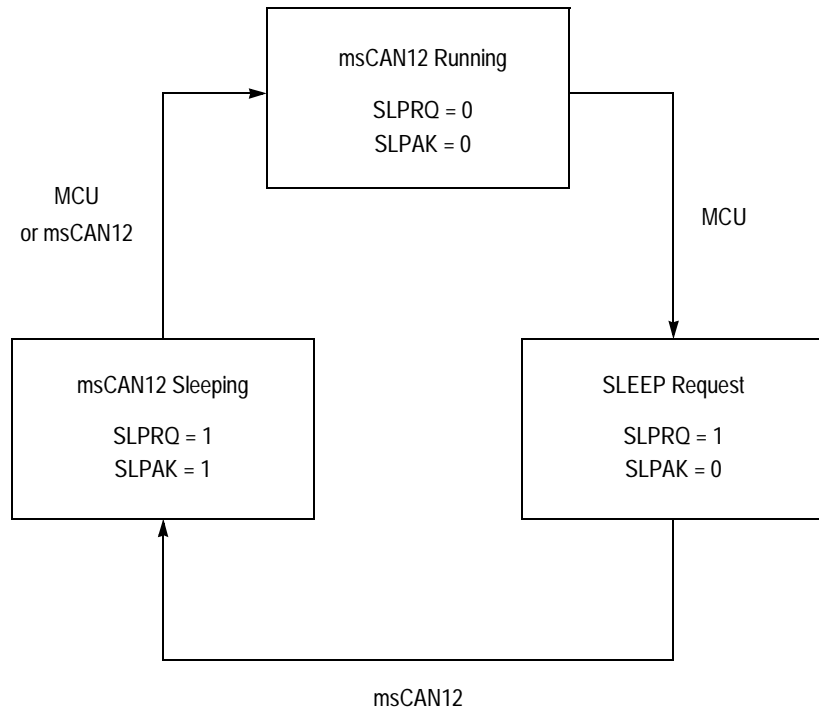 msCAN12 Running
SLPRQ = 0
SLPAK = 0
MCU
or msCAN12
MCU
msCAN12 Sleeping
SLPRQ = 1
SLPAK = 1
SLEEP Request
SLPRQ = 1
SLPAK = 0
msCAN12